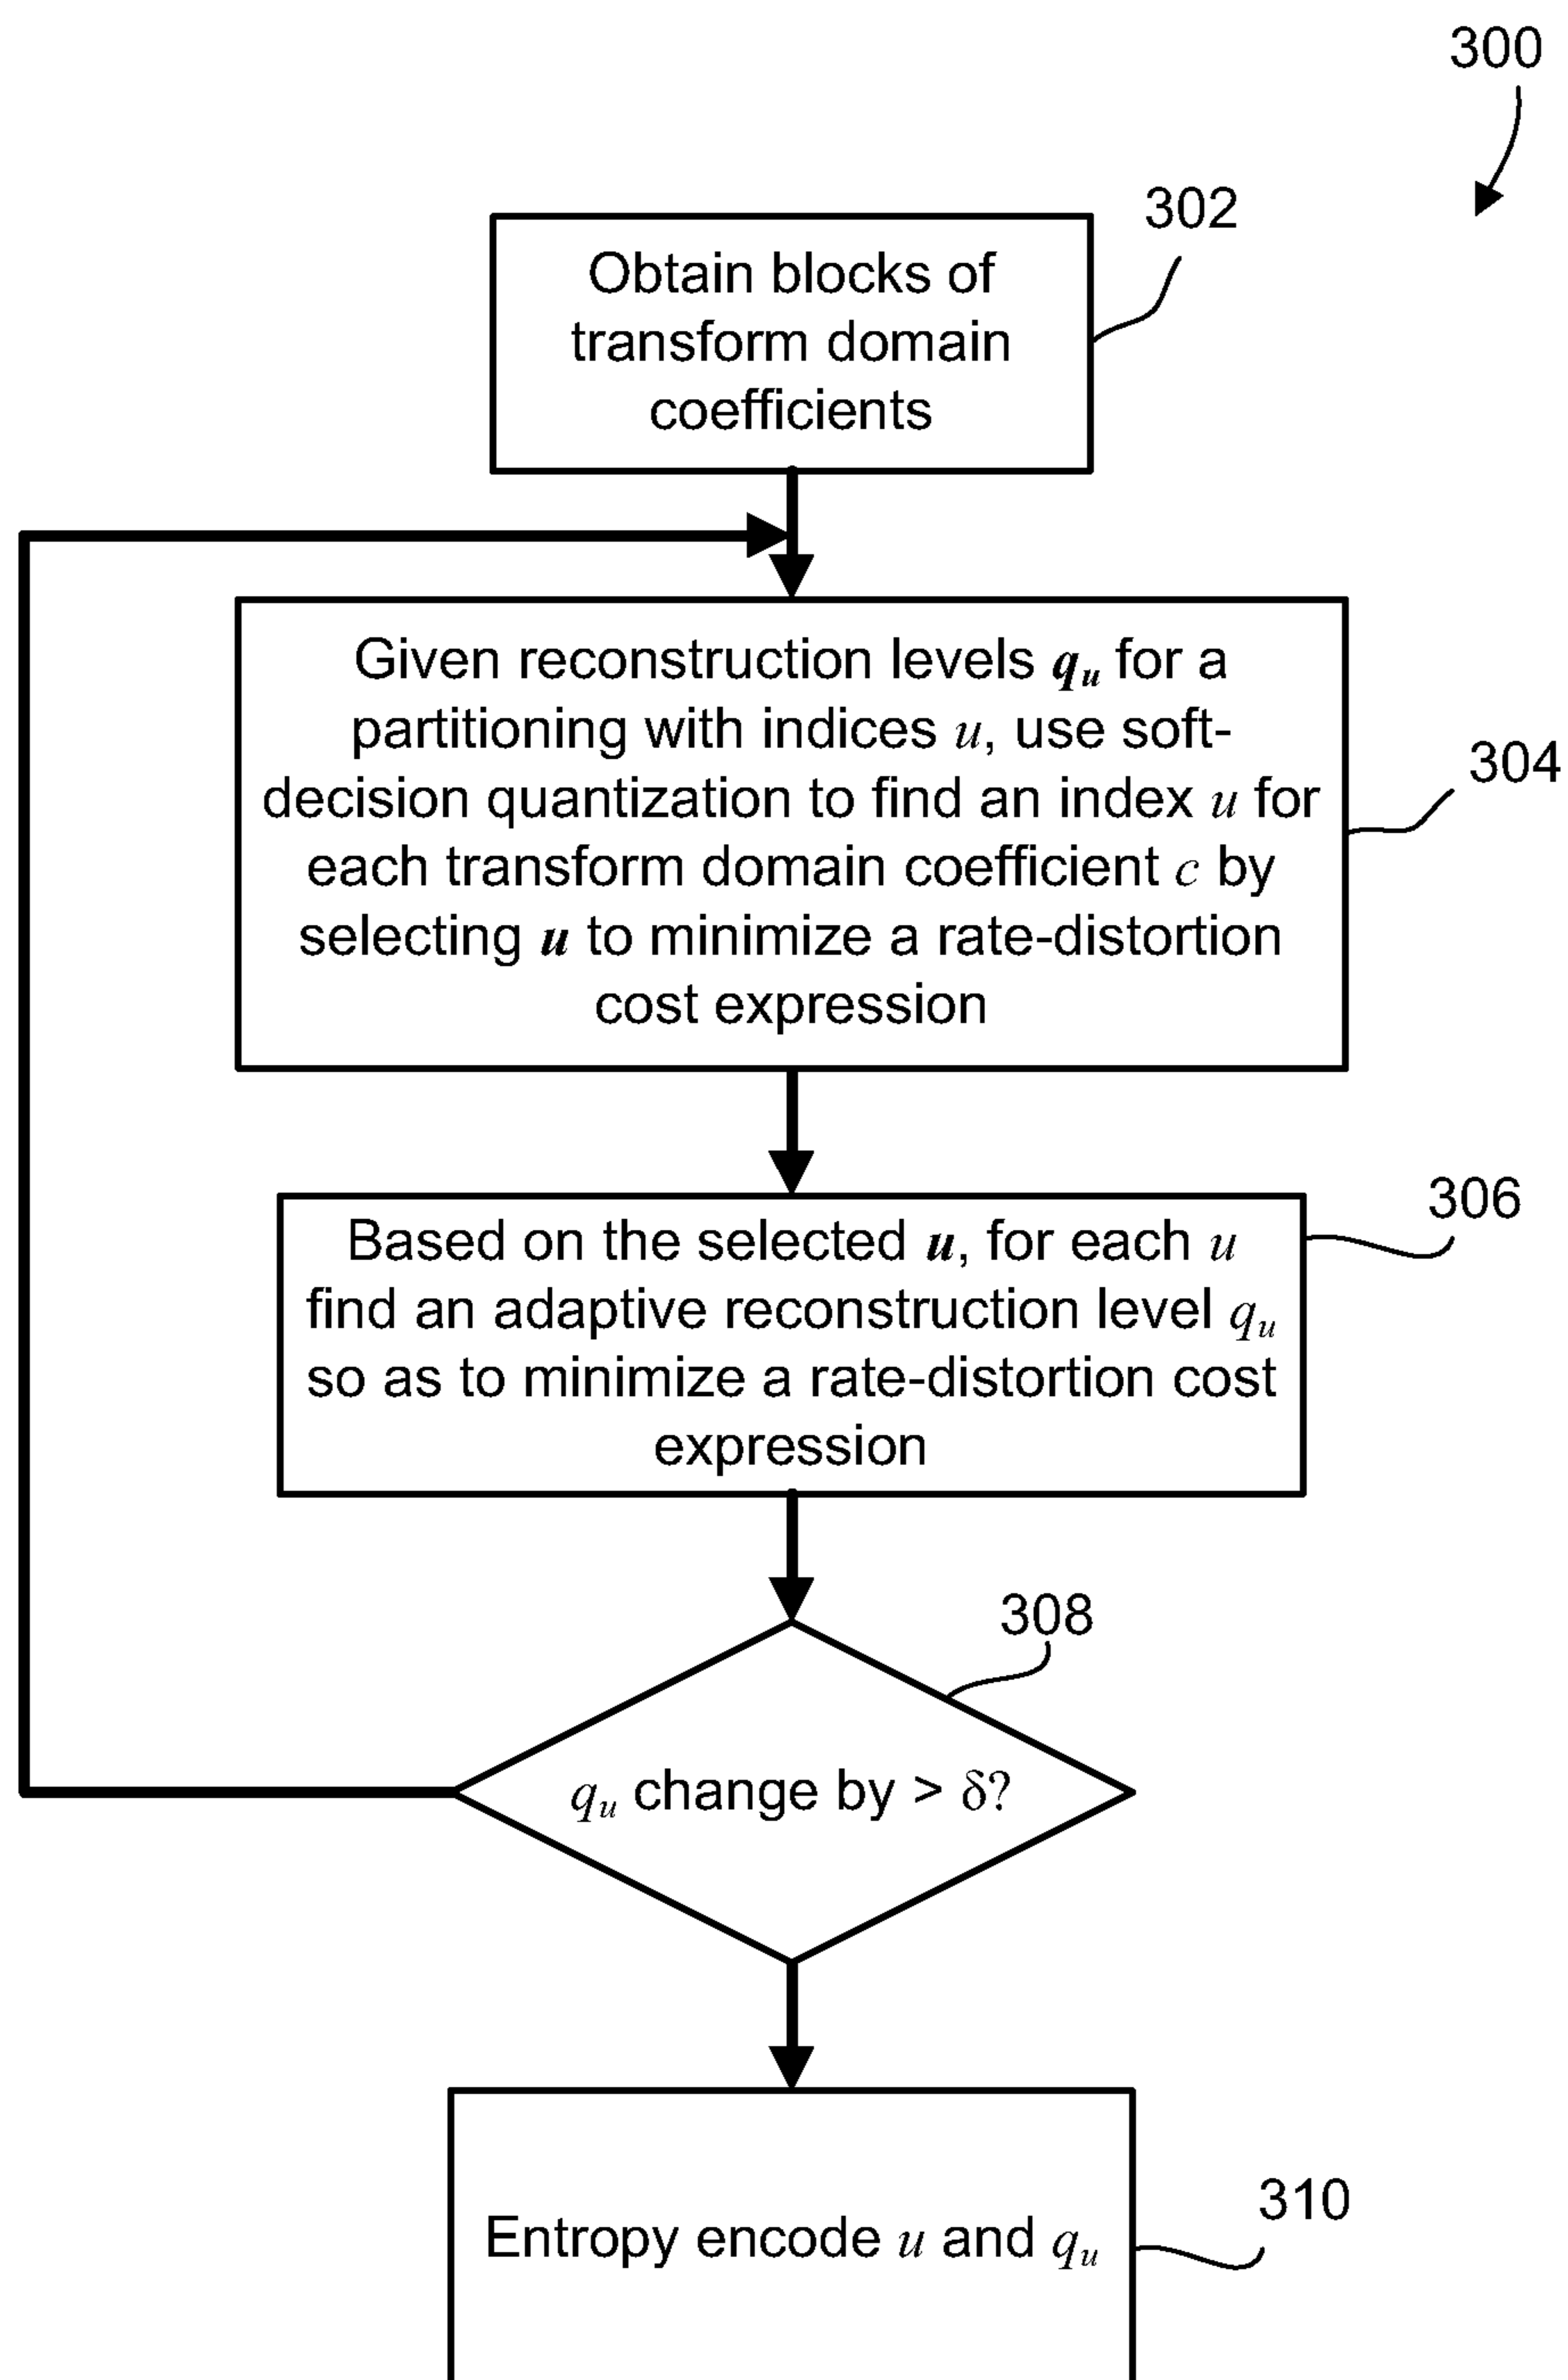 300
302
Obtain blocks of
transform domain
coefficients
Given reconstruction levels qu for a
partitioning with indices u, use soft-
decision quantization to find an index u for
each transform domain coefficient c by
selecting u to minimize a rate-distortion
cost expression
304
306
Based on the selected u, for each u
find an adaptive reconstruction level qu
so as to minimize a rate-distortion cost
expression
308
qu change by > δ?
310
Entropy encode u and qu